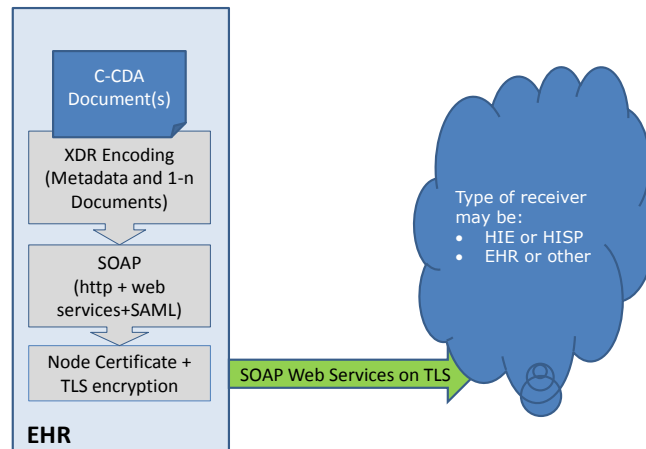 C-CDA
Document(s)
XDR Encoding
(Metadata and 1-n
Documents)
SOAP
(http + web
services+SAML)
Node Certificate +
TLS encryption
EHR
SOAP Web Services on TLS
Type of receiver
may be:
• HIE or HISP
• EHR or other